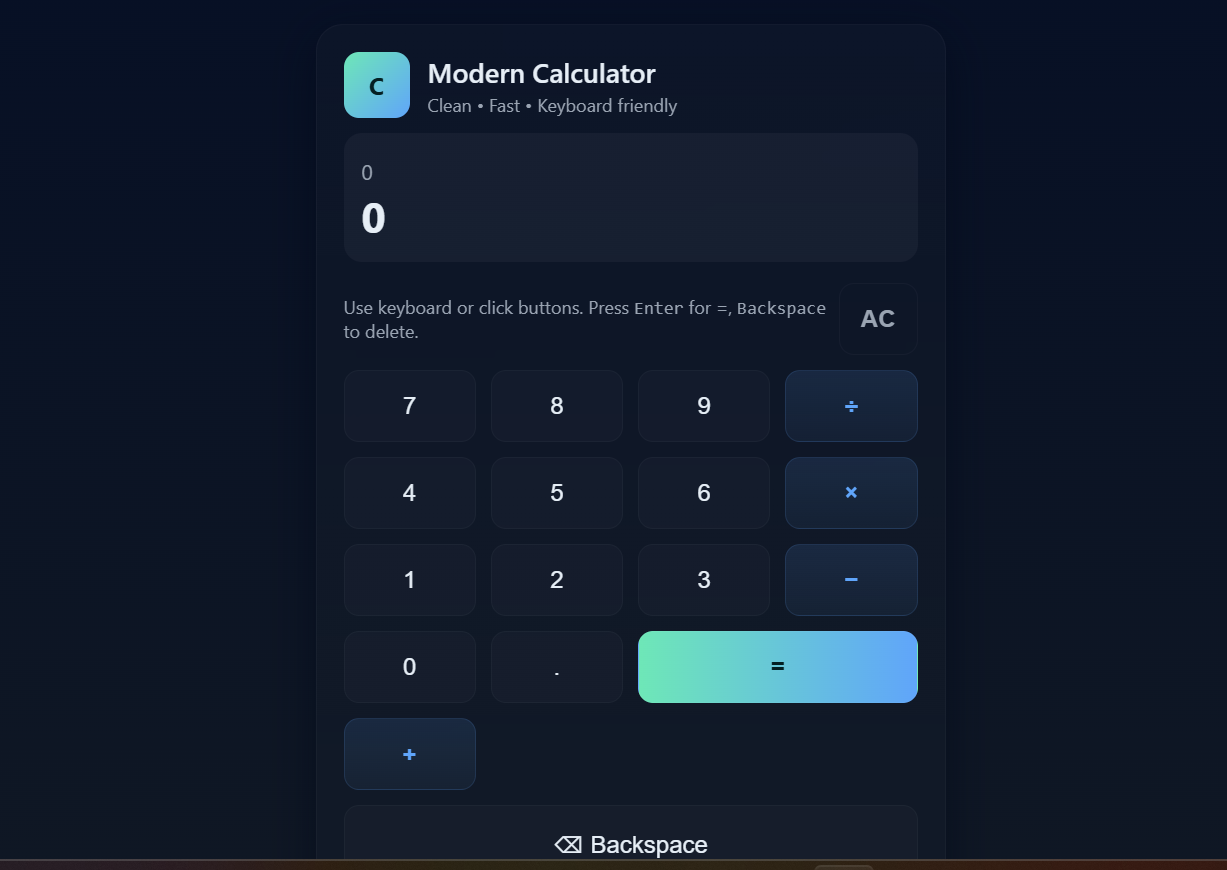 C
Modern Calculator
Clean • Fast • Keyboard friendly
0
0
Use keyboard or click buttons. Press Enter for =, Backspace
to delete.
AC
7 8 9 ÷
4 5 6 ×
1 2 3 −
0 . =
+
⌫ Backspace